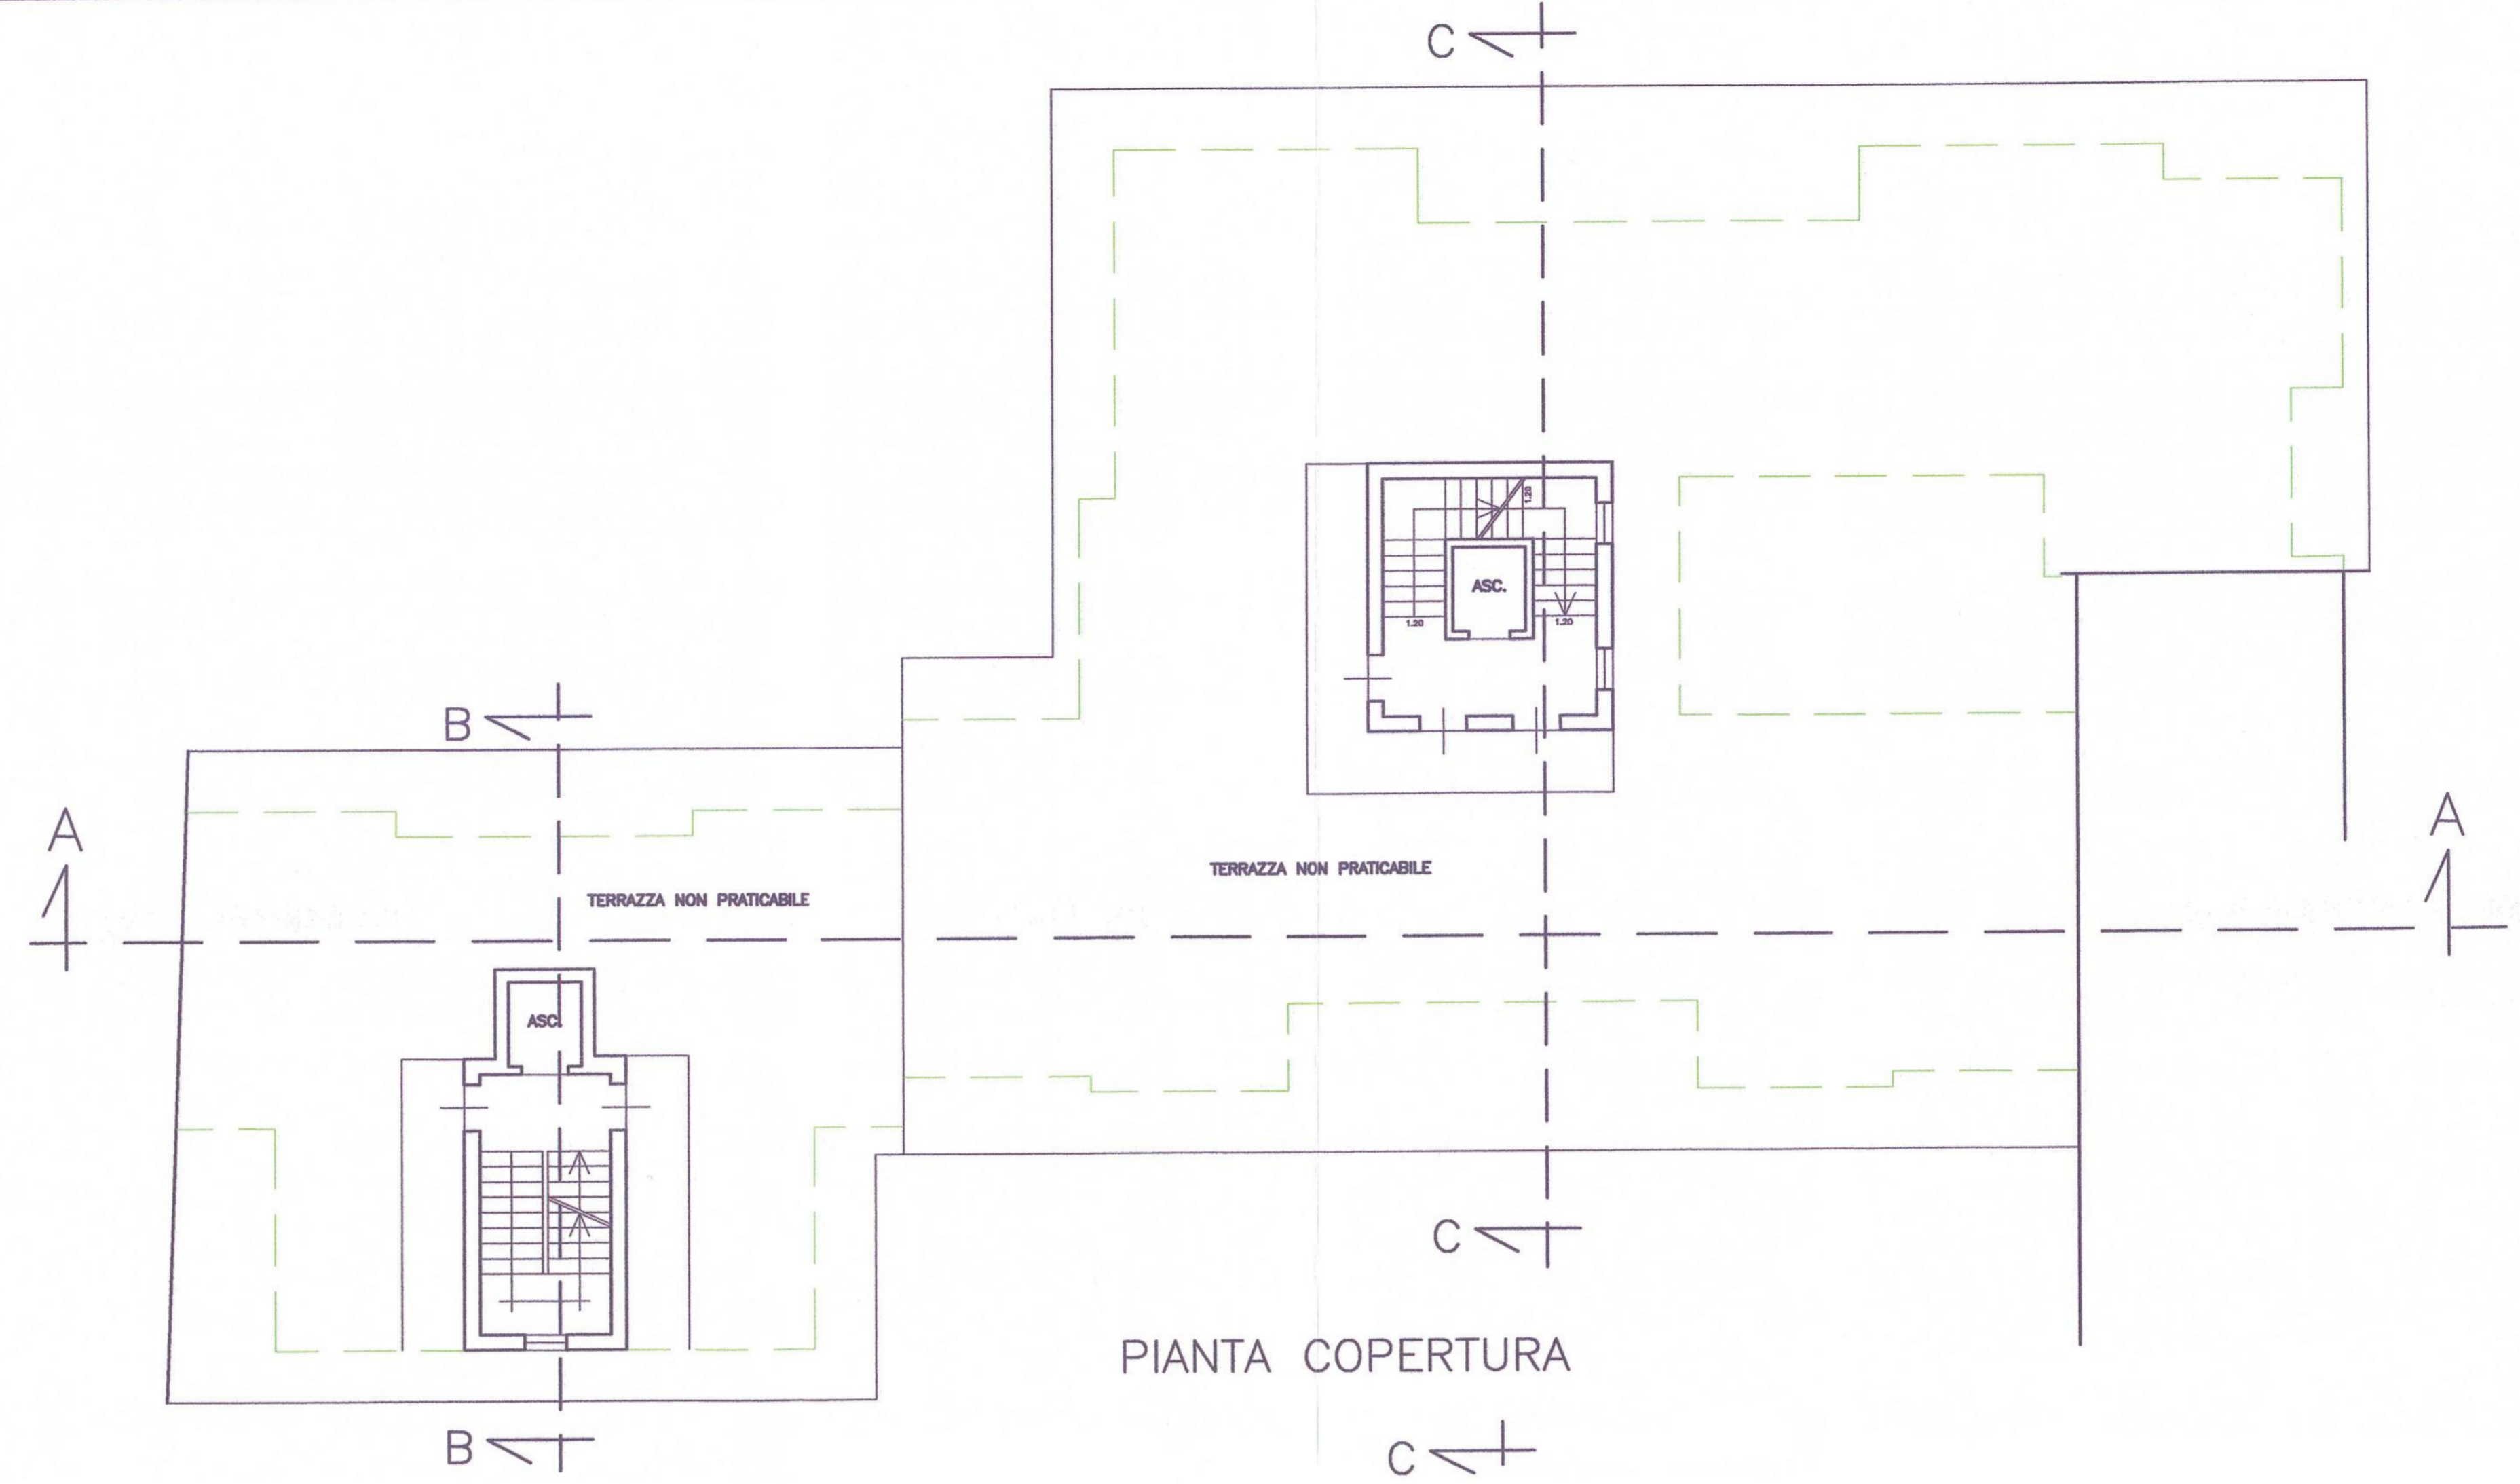 C
1.20
ASC.
1.20
1.20
B
A
A
TERRAZZA NON PRATICABILE
TERRAZZA NON PRATICABILE
ASC.
C
PIANTA COPERTURA
B
C